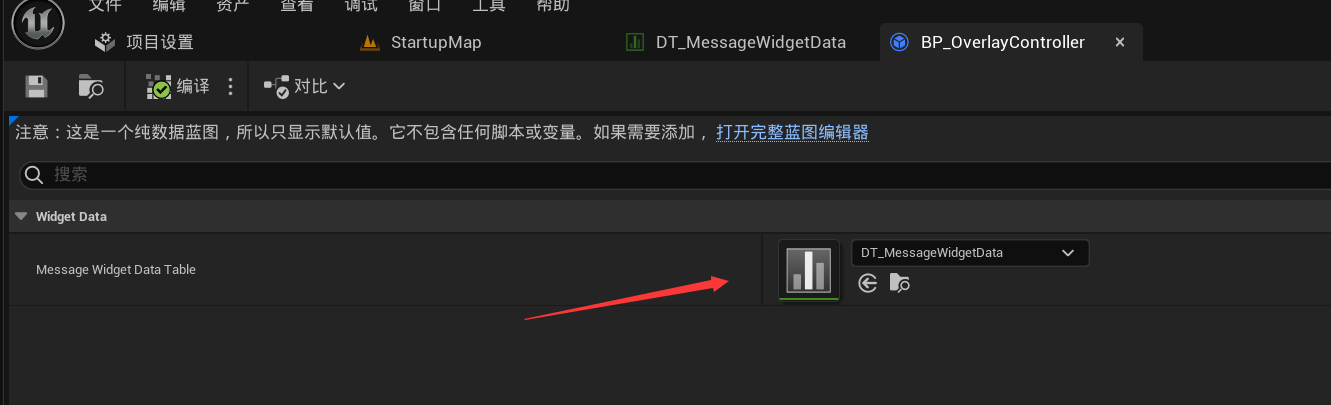 文件 编辑 资产 查看 调试 窗口 工具 帮助
项目设置 StartupMap DT_MessageWidgetData BP_OverlayController
编译 对比
注意：这是一个纯数据蓝图，所以只显示默认值。它不包含任何脚本或变量。如果需要添加， 打开完整蓝图编辑器
搜索
Widget Data
DT_MessageWidgetData
Message Widget Data Table